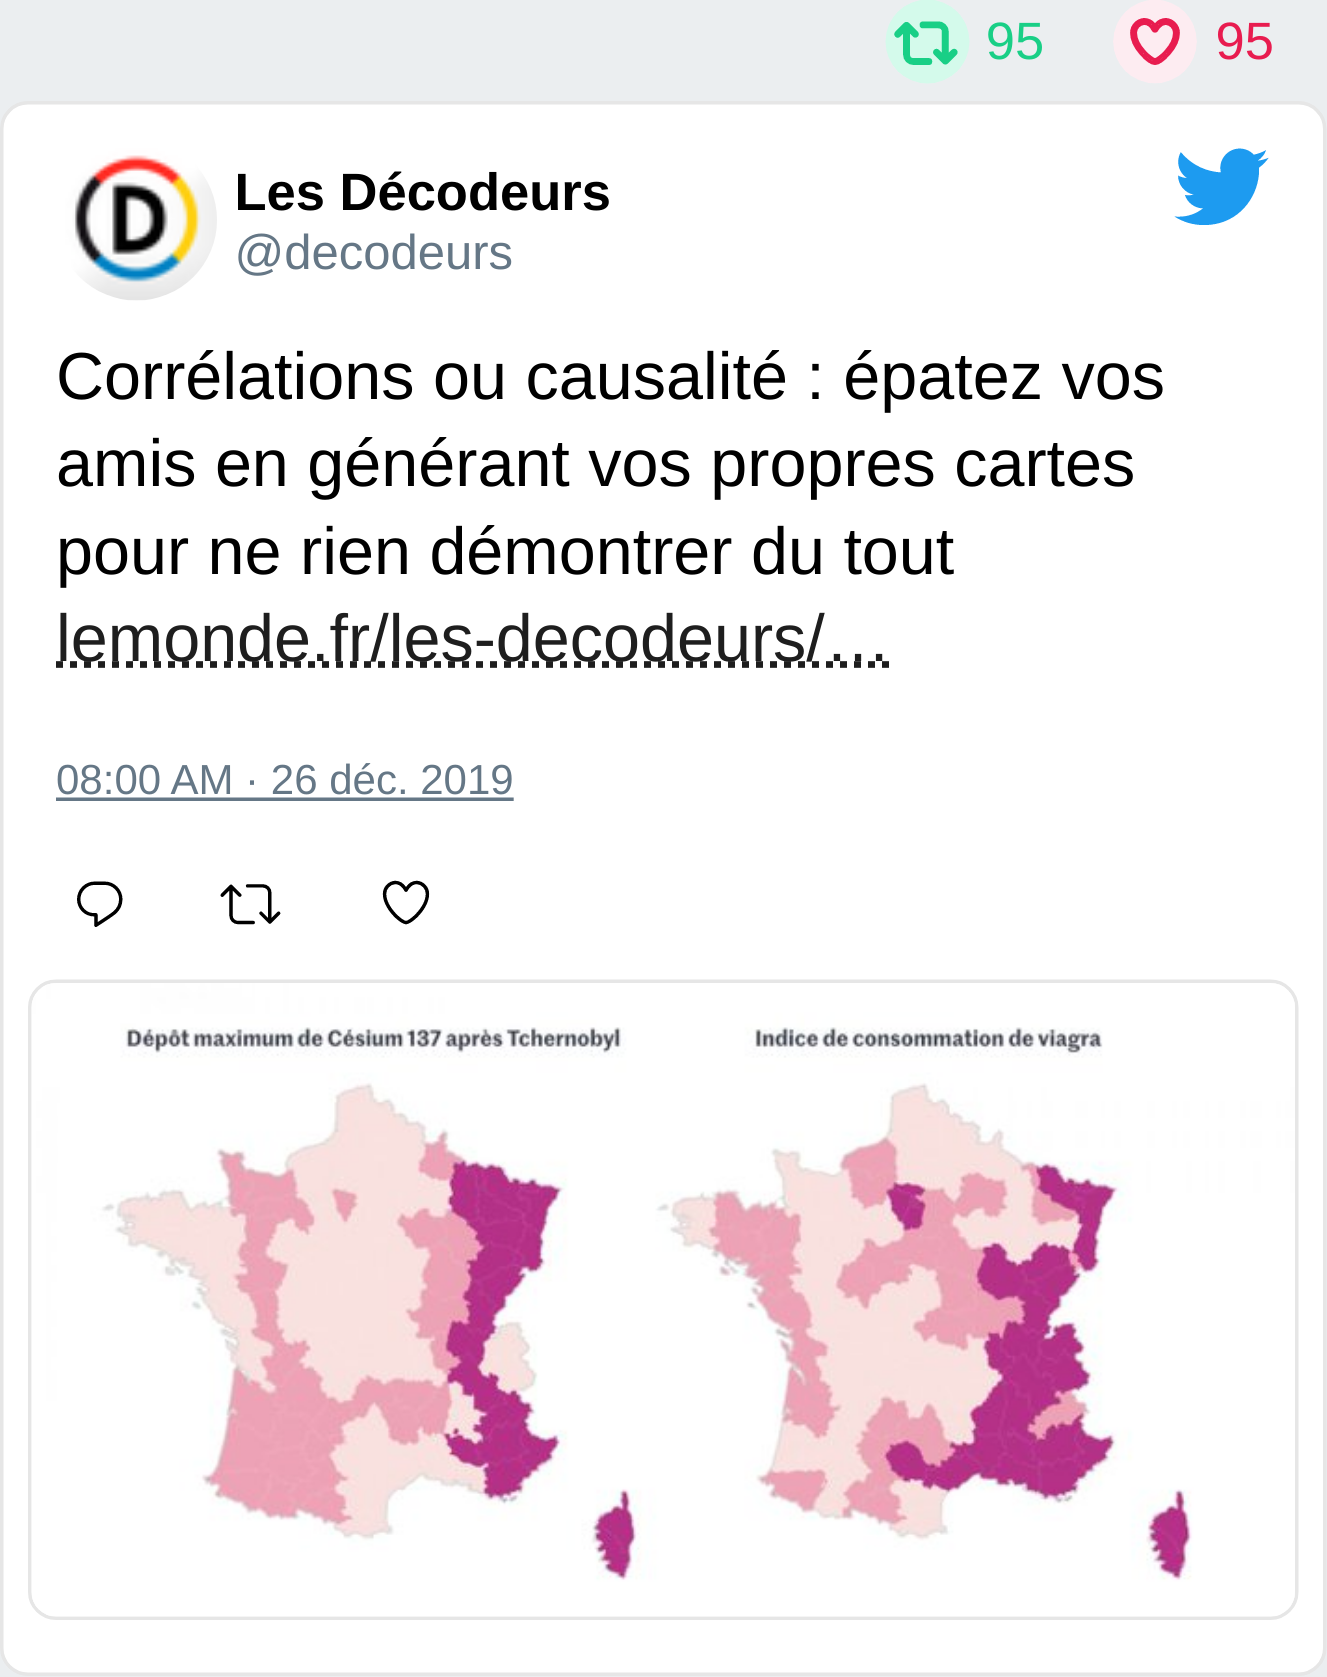 95 95
Les Décodeurs
@decodeurs
Corrélations ou causalité : épatez vos
amis en générant vos propres cartes
pour ne rien démontrer du tout
lemonde.fr/les-decodeurs/…
08:00 AM · 26 déc. 2019
Dépôt maximum de Césium 137 après Tchernobyl
Indice de consommation de viagra